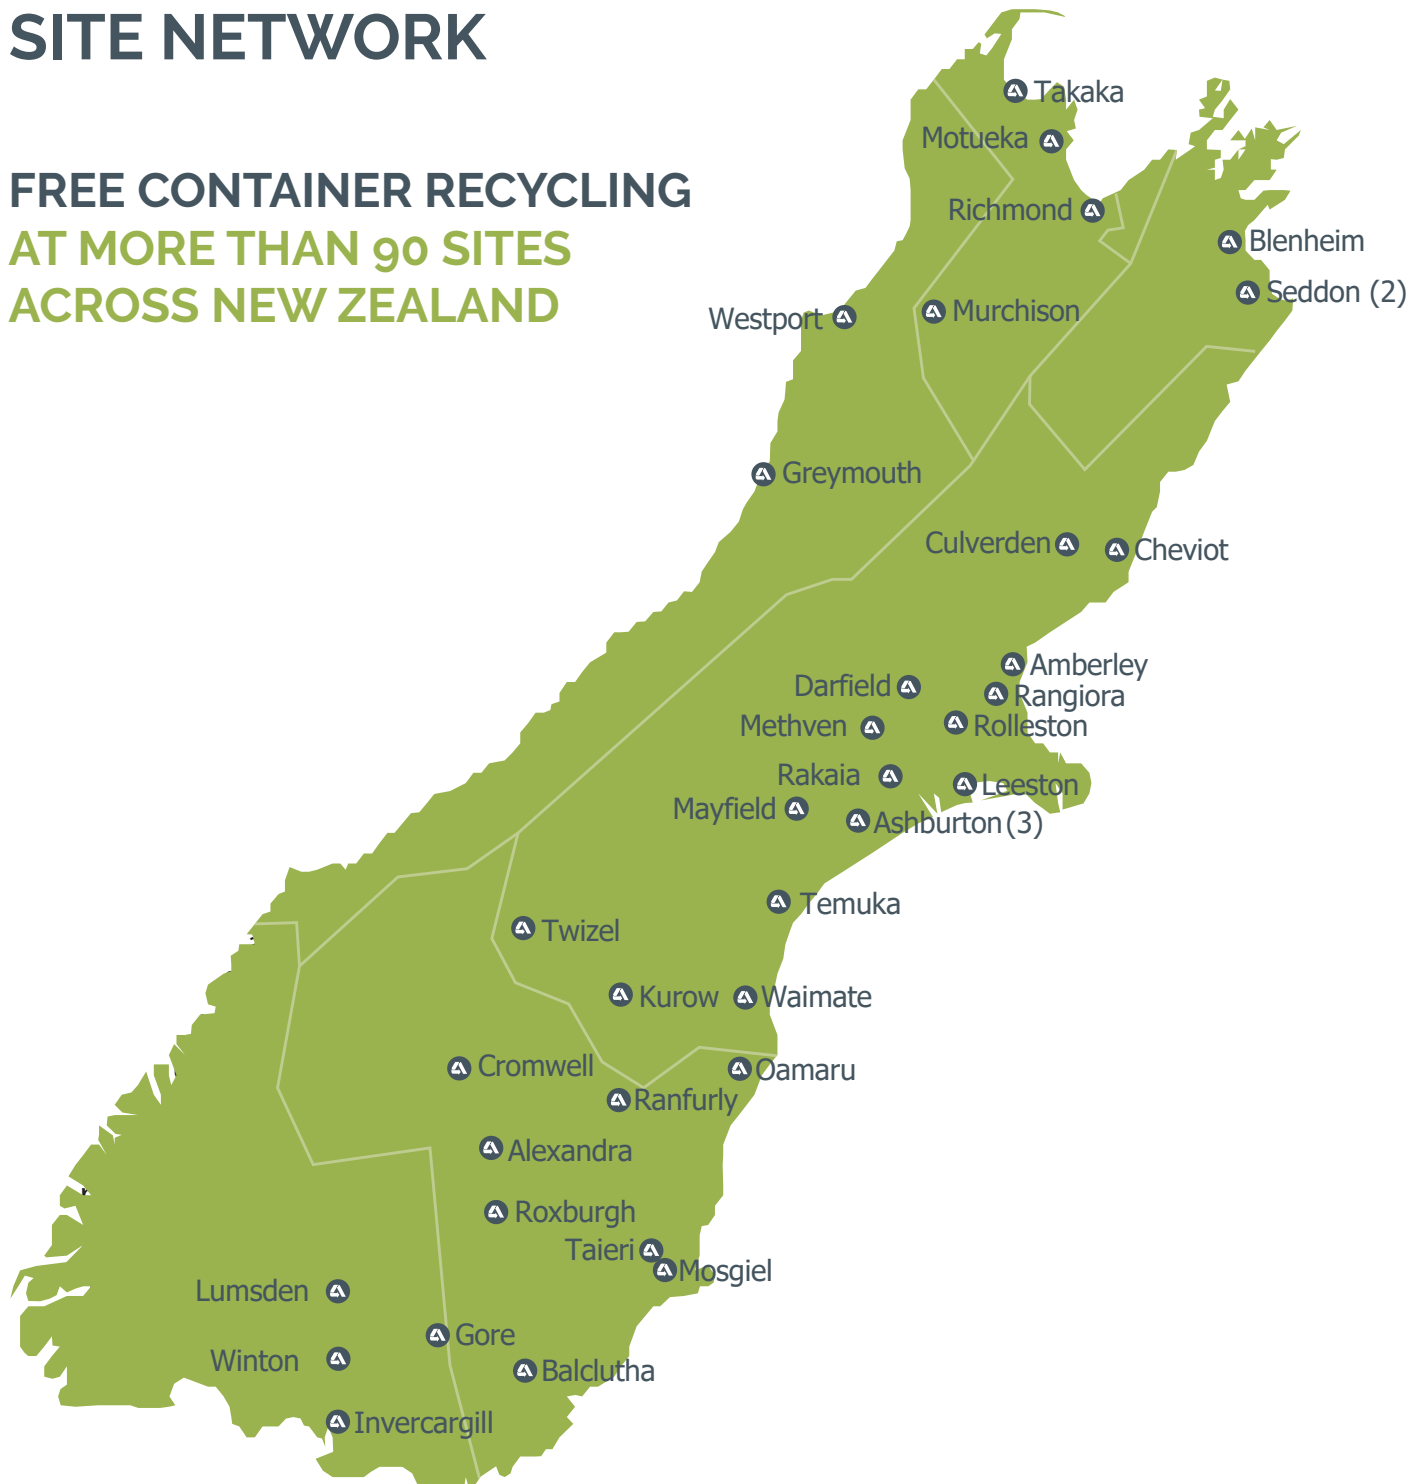 SITE NETWORK
FREE CONTAINER RECYCLING
AT MORE THAN 90 SITES
ACROSS NEW ZEALAND
Takaka
Motueka
Richmond
Blenheim
Seddon (2)
Westport
Murchison
Greymouth
Culverden
Cheviot
Amberley
Darfield
Rangiora
Methven
Rolleston
Rakaia
Leeston
Mayfield
Ashburton (3)
Temuka
Twizel
Kurow
Waimate
Cromwell
Oamaru
Ranfurly
Alexandra
Roxburgh
Taieri
Mosgiel
Lumsden
Gore
Winton
Balclutha
Invercargill